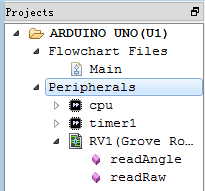 Projects
ARDUINO UNO(U1)
Flowchart Files
Main
Peripherals
cpu
timer1
RV1(Grove Ro...
readAngle
readRaw